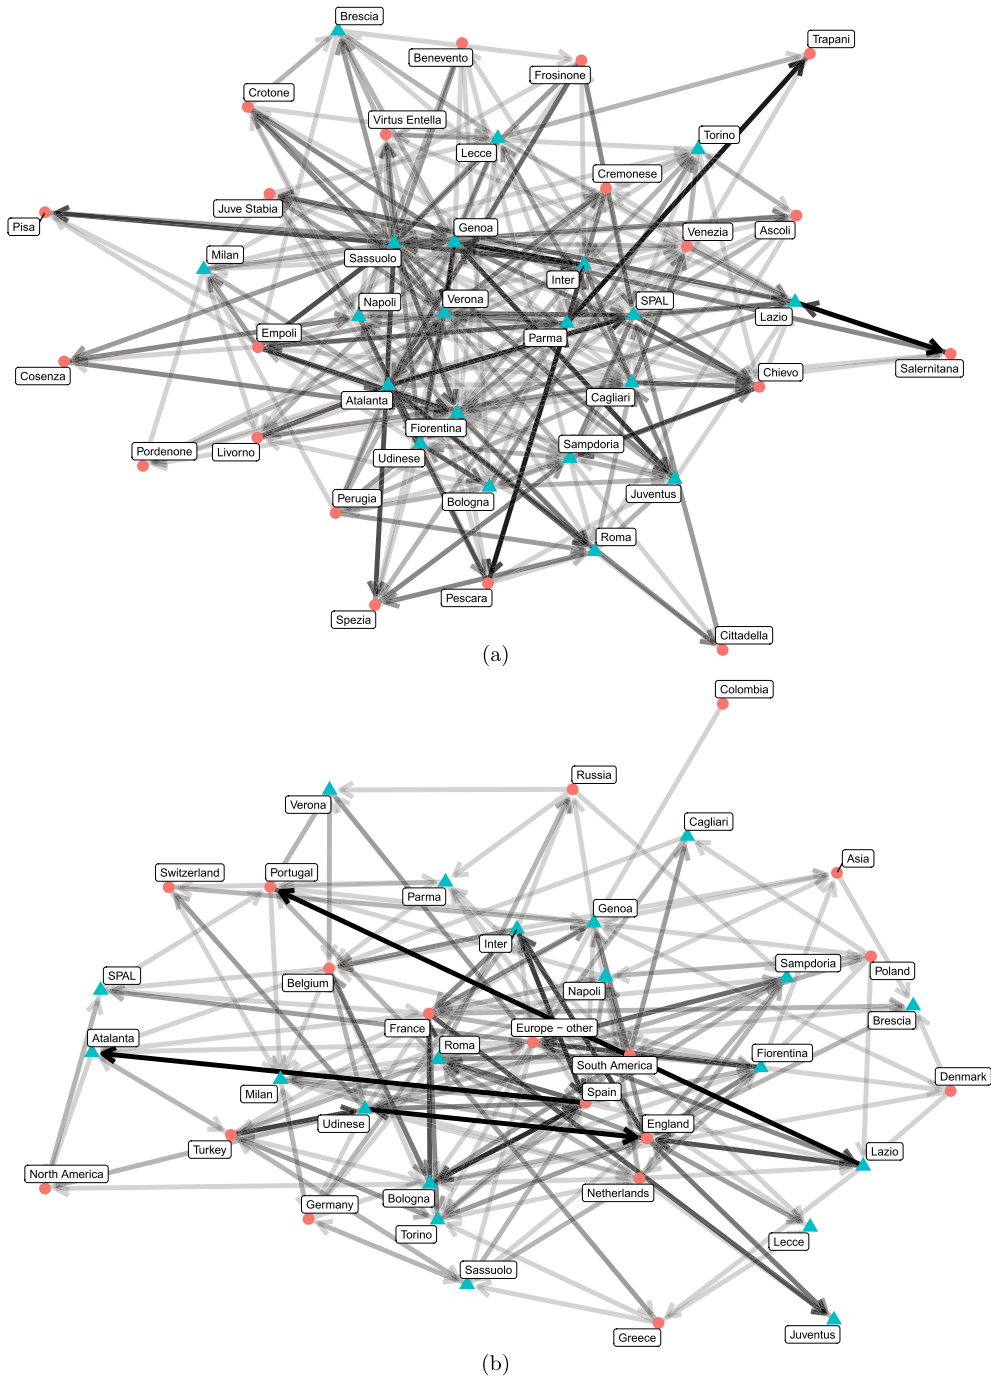 Brescia
Benevento
Trapani
Frosinone
Crotone
Virtus Entella
Torino
Lecce
Cremonese
Juve Stabia
Pisa
Genoa
Venezia
Ascoli
Milan
Sassuolo
Inter
Napoli
Verona
SPAL
Lazio
Empoli
Parma
Cosenza
Salernitana
Chievo
Atalanta
Cagliari
Fiorentina
Pordenone
Livorno
Udinese
Sampdoria
Perugia
Bologna
Juventus
Roma
Pescara
Spezia
Cittadella
(a)
Colombia
Russia
Verona
Cagliari
Asia
Switzerland
Portugal
Parma
Genoa
Inter
SPAL
Belgium
Napoli
Sampdoria
Poland
Brescia
Atalanta
France
Europe − other
Roma
South America
Fiorentina
Denmark
Milan
Spain
Udinese
England
Turkey
Lazio
North America
Bologna
Netherlands
Germany
Torino
Lecce
Sassuolo
Greece
Juventus
(b)